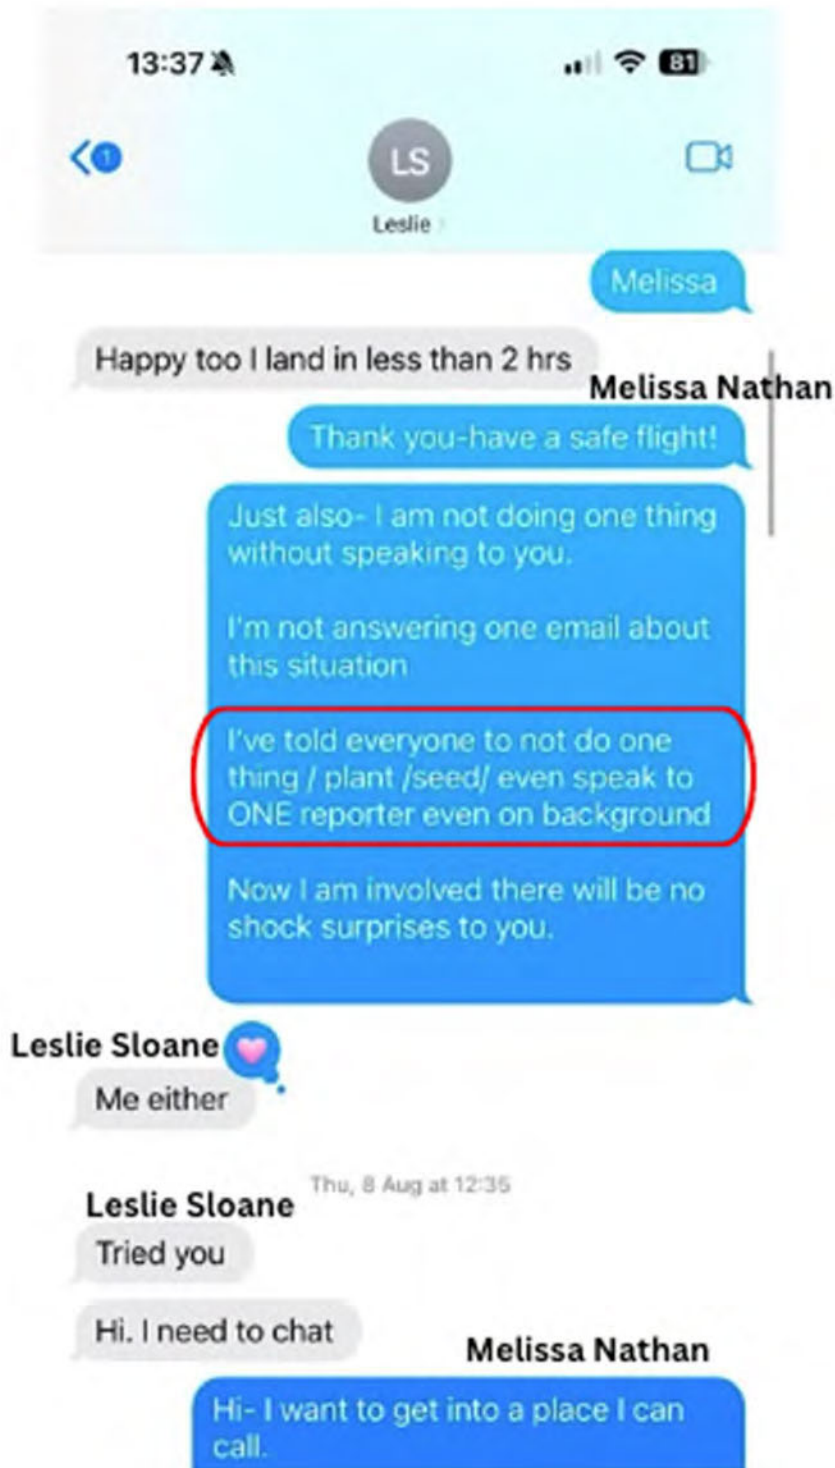 13:37
81
1
LS
Leslie
Melissa
Happy too I land in less than 2 hrs
Melissa Nathan
Thank you-have a safe flight!
Just also- I am not doing one thing
without speaking to you.
I'm not answering one email about
this situation
I've told everyone to not do one
thing / plant /seed/ even speak to
ONE reporter even on background
Now I am involved there will be no
shock surprises to you.
Leslie Sloane
Me either
Thu, 8 Aug at 12:35
Leslie Sloane
Tried you
Hi. I need to chat
Melissa Nathan
Hi- I want to get into a place I can
call.